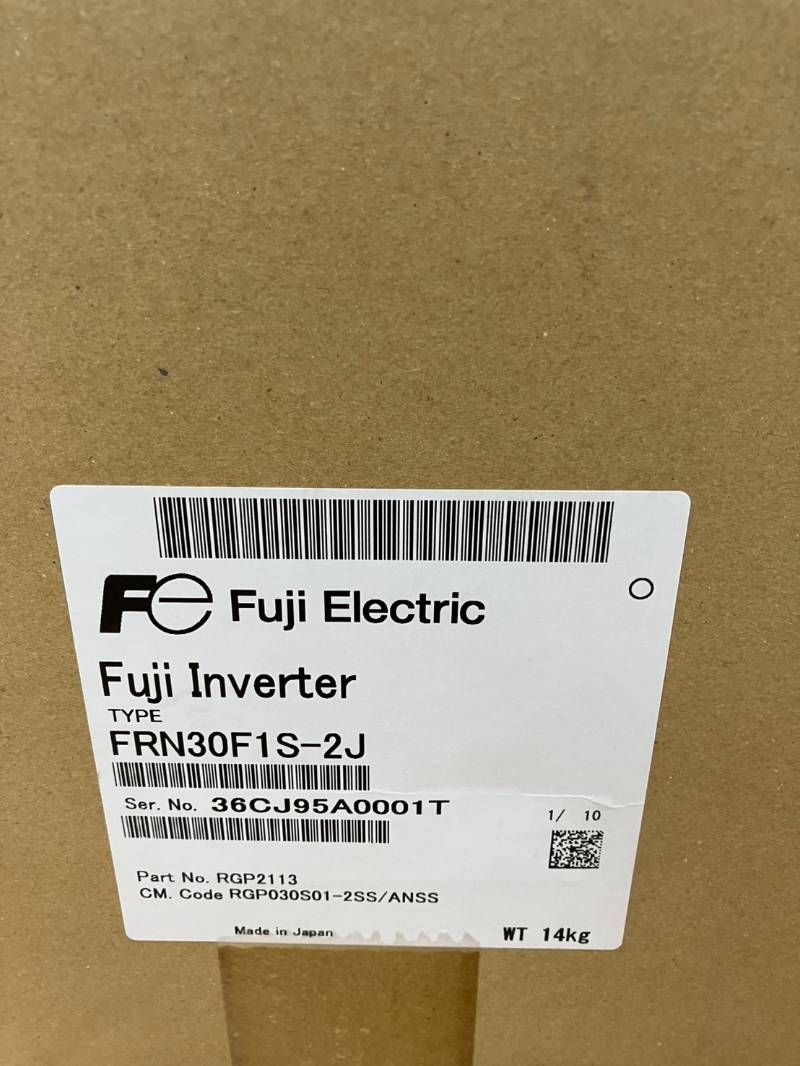 Fe Fuji Electric
Fuji Inverter
TYPE
FRN30F1S-2J
Ser. No. 36CJ95A0001T
1/ 10
Part No. RGP2113
CM. Code RGP030S01-2SS/ANSS
Made in Japan
WT 14kg